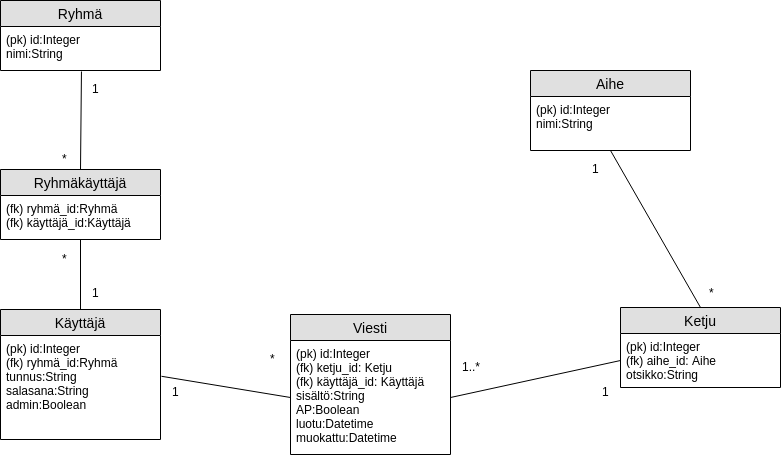 Ryhmä
(pk) id:Integer
nimi:String
1
*
Ryhmäkäyttäjä
(fk) ryhmä_id:Ryhmä
(fk) käyttäjä_id:Käyttäjä
*
1
Käyttäjä
(pk) id:Integer
(fk) ryhmä_id:Ryhmä
tunnus:String
salasana:String
admin:Boolean
1
*
Viesti
(pk) id:Integer
(fk) ketju_id: Ketju
(fk) käyttäjä_id: Käyttäjä
sisältö:String
AP:Boolean
luotu:Datetime
muokattu:Datetime
1..*
1
Aihe
(pk) id:Integer
nimi:String
1
*
Ketju
(pk) id:Integer
(fk) aihe_id: Aihe
otsikko:String